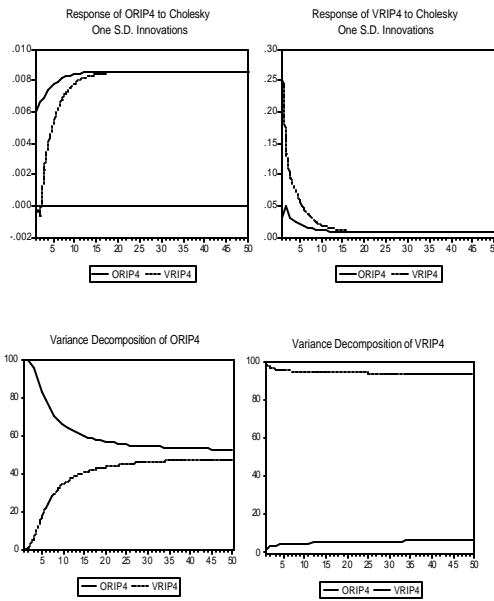 Response of ORIP4 to Cholesky
One S.D. Innovations
.010
.008
.006
.004
.002
.000
-.002
5 10 15 20 25 30 35 40 45 50
ORIP4 VRIP4
Response of VRIP4 to Cholesky
One S.D. Innovations
.30
.25
.20
.15
.10
.05
.00
5 10 15 20 25 30 35 40 45 50
ORIP4 VRIP4
Variance Decomposition of ORIP4
100
80
60
40
20
0
5 10 15 20 25 30 35 40 45 50
ORIP4 VRIP4
Variance Decomposition of VRIP4
100
80
60
40
20
0
5 10 15 20 25 30 35 40 45 50
ORIP4 VRIP4